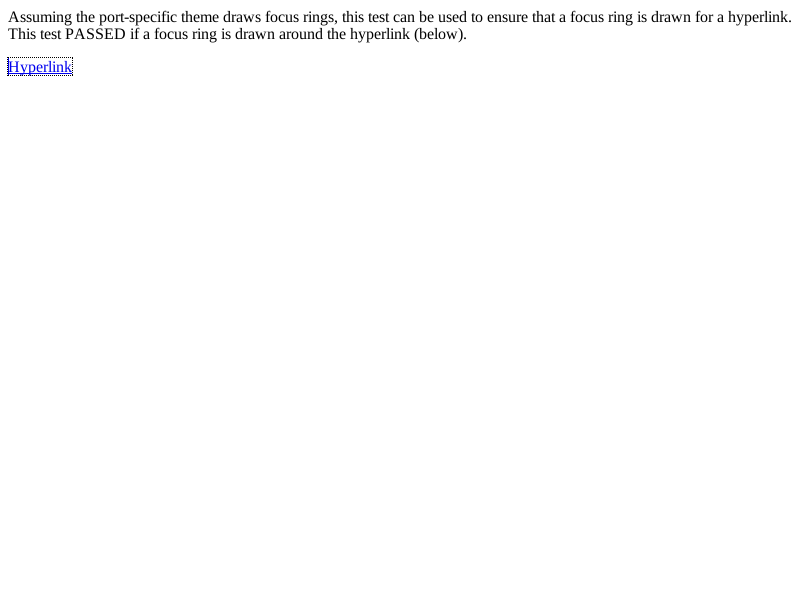 Assuming the port-specific theme draws focus rings, this test can be used to ensure that a focus ring is drawn for a hyperlink.
This test PASSED if a focus ring is drawn around the hyperlink (below).
Hyperlink